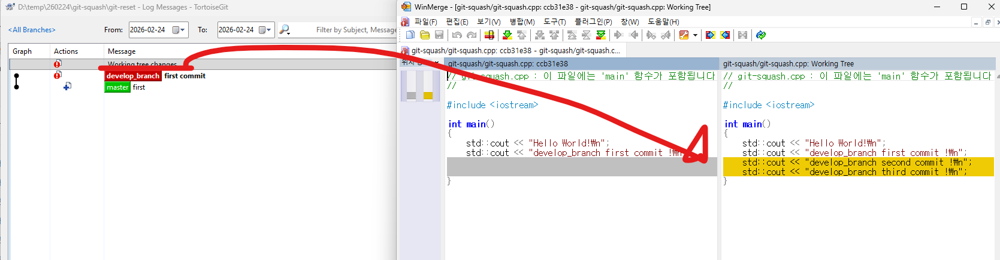 D:\temp\260224\git-squash\git-reset - Log Messages - TortoiseGit
<All Branches>
From:
2026-02-24
To:
2026-02-24
Filter by Subject, Message
Graph
Actions
Message
Working tree changes
develop_branch first commit
master first
WinMerge - [git-squash/git-squash.cpp: ccb31e38 - git-squash/git-squash.cpp: Working Tree]
파일(F) 편집(E) 보기(V) 병합(M) 도구(T) 플러그인(P) 창(W) 도움말(H)
git-squash/git-squash.cpp: ccb31e38 - git-squash/git-squash.c...
위치
git-squash/git-squash.cpp: ccb31e38
// git-squash.cpp : 이 파일에는 'main' 함수가 포함됩니다
//
#include <iostream>
int main()
{
std::cout << "Hello World!₩n";
std::cout << "develop_branch first commit !₩n";
}
git-squash/git-squash.cpp: Working Tree
// git-squash.cpp : 이 파일에는 'main' 함수가 포함됩니다
//
#include <iostream>
int main()
{
std::cout << "Hello World!₩n";
std::cout << "develop_branch first commit !₩n";
std::cout << "develop_branch second commit !₩n";
std::cout << "develop_branch third commit !₩n";
}